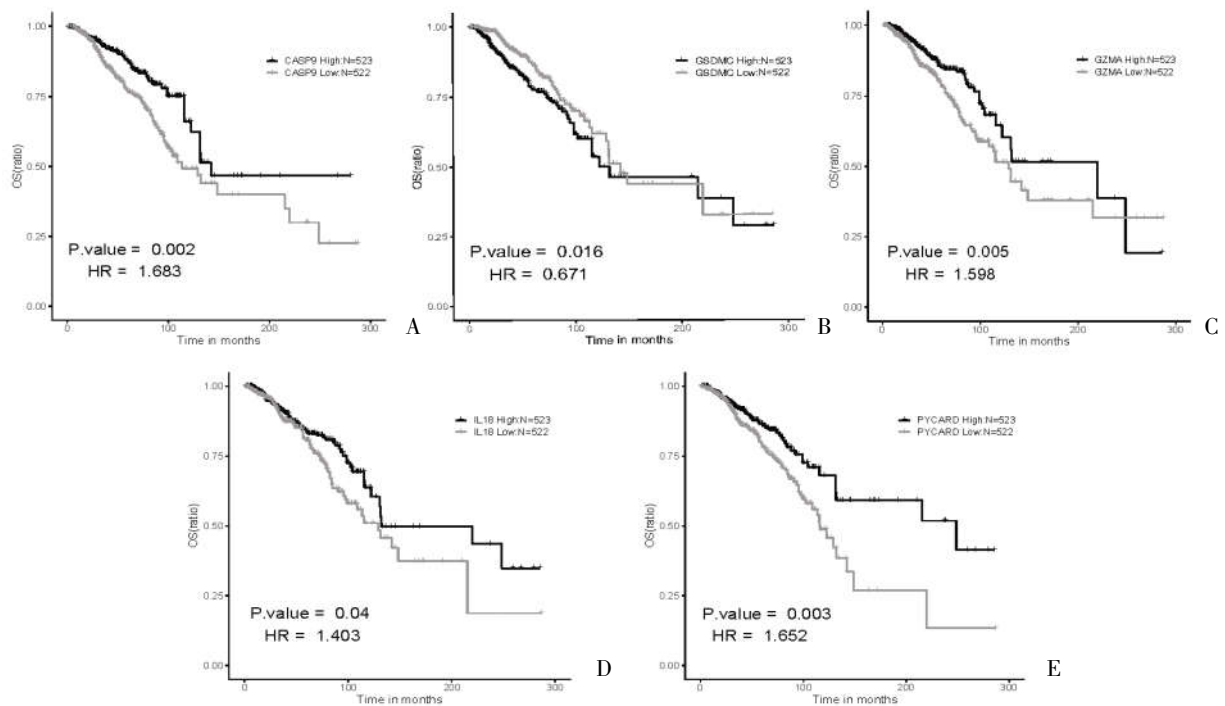 1.00
0.75
0.50
0.25
0.00
OS(ratio)
CASP9 High:N=523
CASP9 Low:N=522
P.value = 0.002
HR = 1.683
0 100 200 300
Time in months
A
1.00
0.75
0.50
0.25
0.00
OS(ratio)
GSDMC High:N=523
GSDMC Low:N=522
P.value = 0.016
HR = 0.671
0 100 200 300
Time in months
B
1.00
0.75
0.50
0.25
0.00
OS(ratio)
GZMA High:N=523
GZMA Low:N=522
P.value = 0.005
HR = 1.598
0 100 200 300
Time in months
C
1.00
0.75
0.50
0.25
0.00
OS(ratio)
IL18 High:N=523
IL18 Low:N=522
P.value = 0.04
HR = 1.403
0 100 200 300
Time in months
D
1.00
0.75
0.50
0.25
0.00
OS(ratio)
PYCARD High:N=523
PYCARD Low:N=522
P.value = 0.003
HR = 1.652
0 100 200 300
Time in months
E